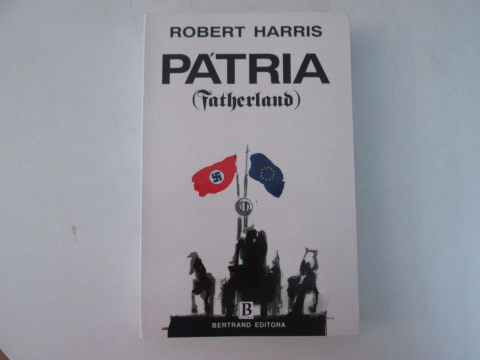 ROBERT HARRIS
PÁTRIA
(Fatherland)
B
BERTRAND EDITORA